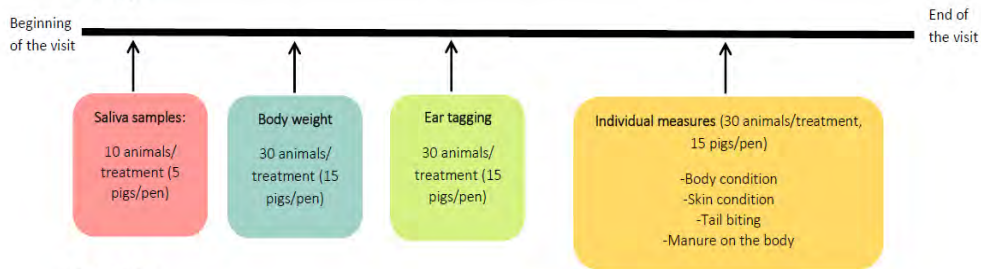 Beginning
of the visit
End of
the visit
Saliva samples:
10 animals/
treatment (5
pigs/pen)
Body weight
30 animals/
treatment (15
pigs/pen)
Ear tagging
30 animals/
treatment (15
pigs/pen)
Individual measures (30 animals/treatment,
15 pigs/pen)
-Body condition
-Skin condition
-Tail biting
-Manure on the body